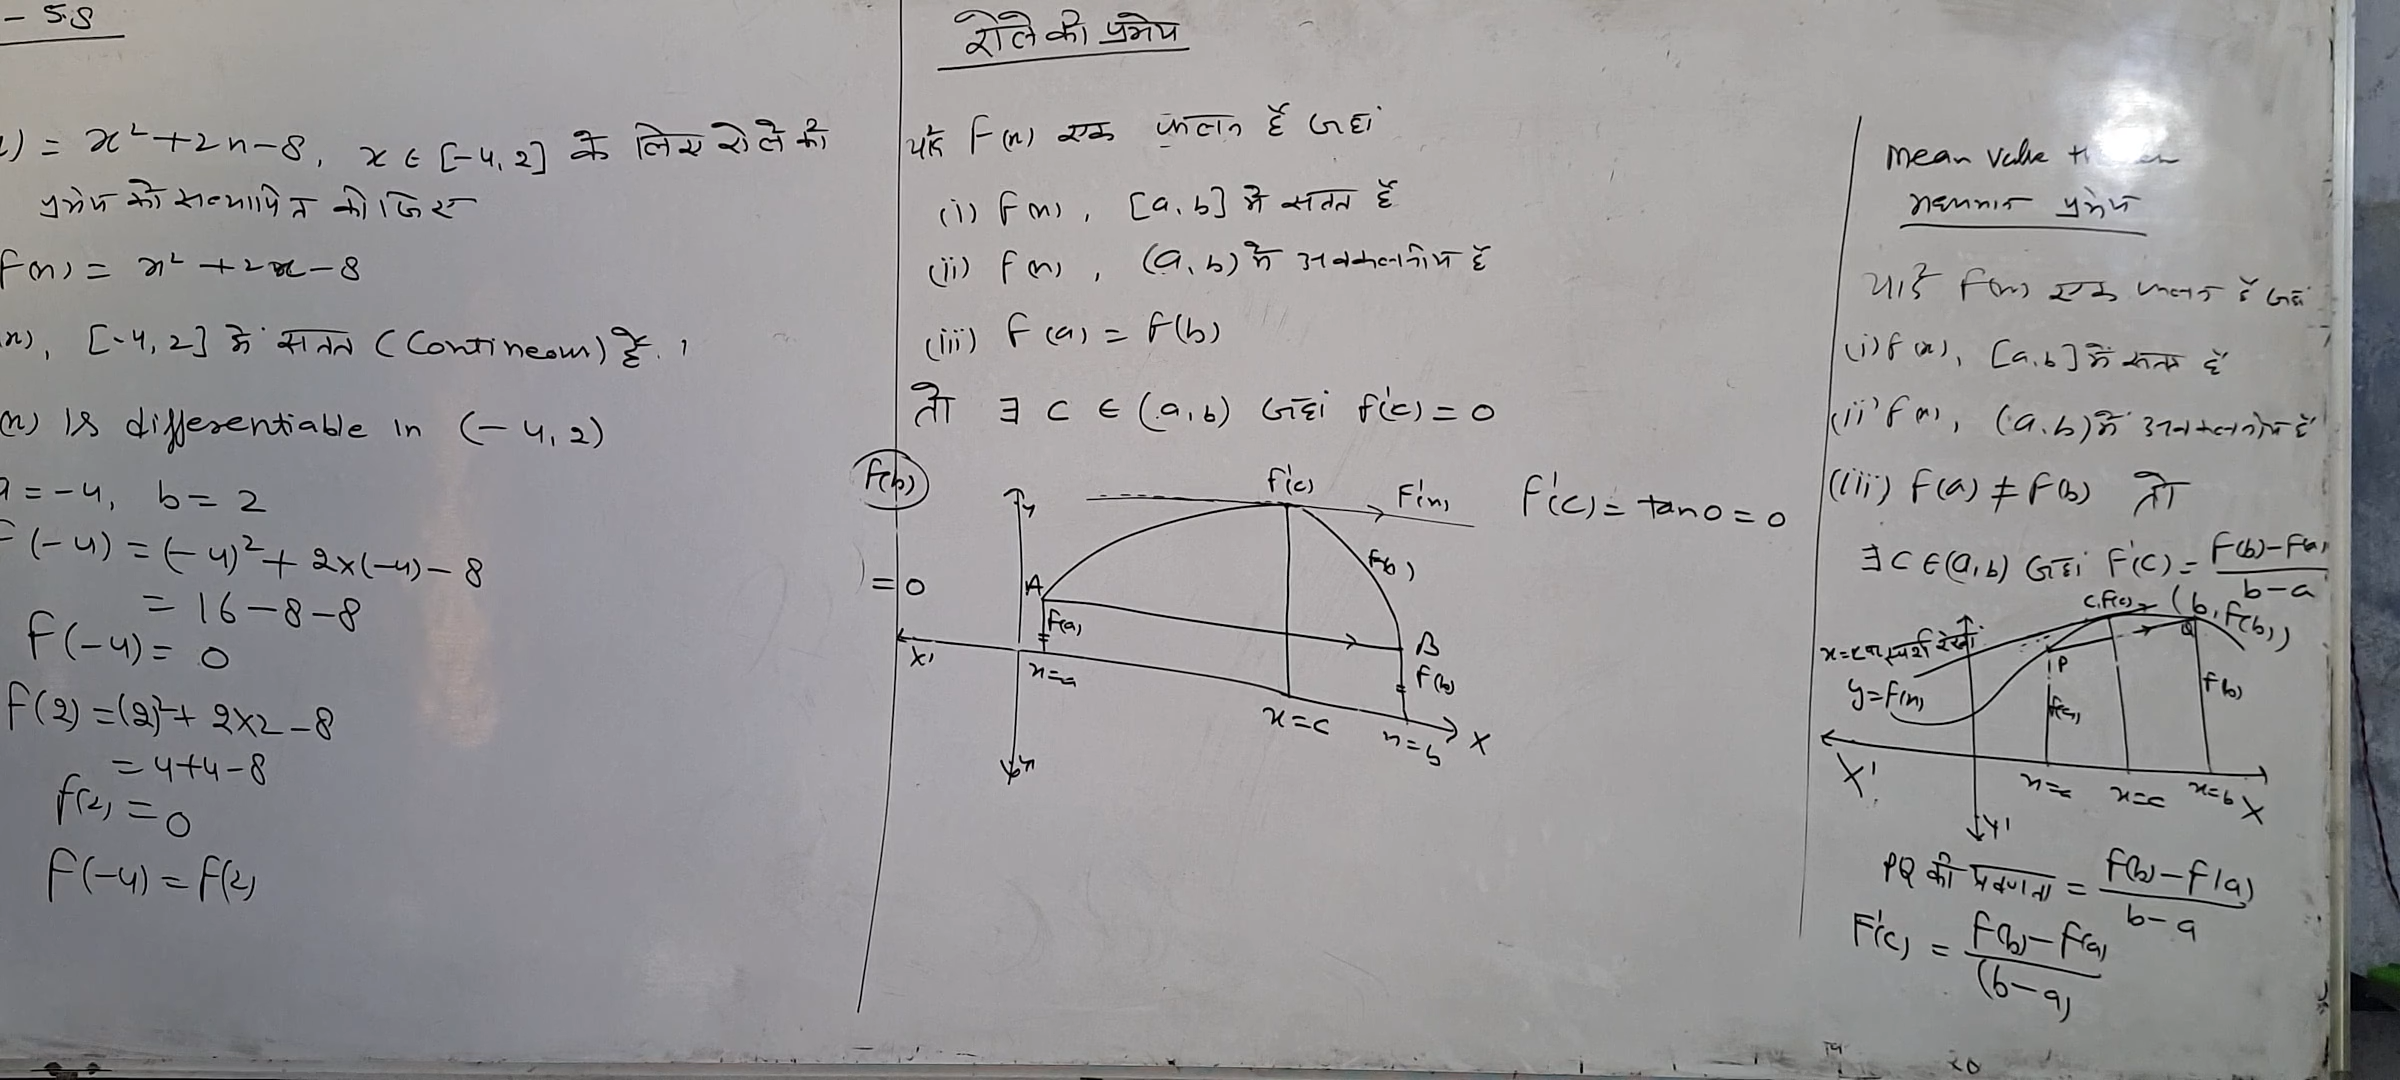 - 5.8
x) = x² + 2x - 8, x ∈ [-4, 2] के लिए रोले की
प्रमेय को सत्यापित कीजिए
f(x) = x² + 2x - 8
x), [-4, 2] में सतत (Contineous) है।
(x) is differentiable in (-4, 2)
a = -4, b = 2
F(-4) = (-4)² + 2×(-4) - 8
= 16 - 8 - 8
f(-4) = 0
f(2) = (2)² + 2×2 - 8
= 4+4-8
f(2) = 0
f(-4) = f(2)
रोले की प्रमेय
यदि f(x) एक फलन है जहां
(i) f(x), [a, b] में सतत है
(ii) f(x), (a, b) में अवकलनीय है
(iii) f(a) = f(b)
तो ∃ c ∈ (a, b) जहां f'(c) = 0
f(b)
= 0
y
f'(c)
F'(x)
f'(c) = tan0 = 0
A
f(a)
f(b)
B
f(b)
X'
x=a
x=c
x=b
X
y'
mean value
मध्यमान प्रमेय
यदि f(x) एक फलन है जहां
(i) f(x), [a, b] में सतत है
(ii) f(x), (a, b) में अवकलनीय है
(iii) f(a) ≠ f(b) तो
∃ c ∈ (a, b) जहां F'(c) = f(b)-f(a)
b-a
c, f(c)
(b, f(b))
x=c पर स्पर्श रेखा
y=f(x)
P
Q
f(a)
f(b)
X'
x=a
x=c
x=b
X
y'
PQ की प्रवणता = f(b)-f(a)
b-a
F'(c) = f(b)-f(a)
(b-a)